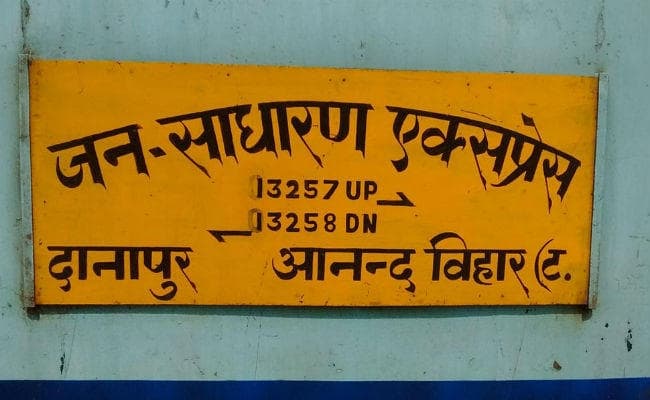 जन-साधारण एक्सप्रेस
13257 UP
13258 DN
दानापुर आनन्द विहार (ट.